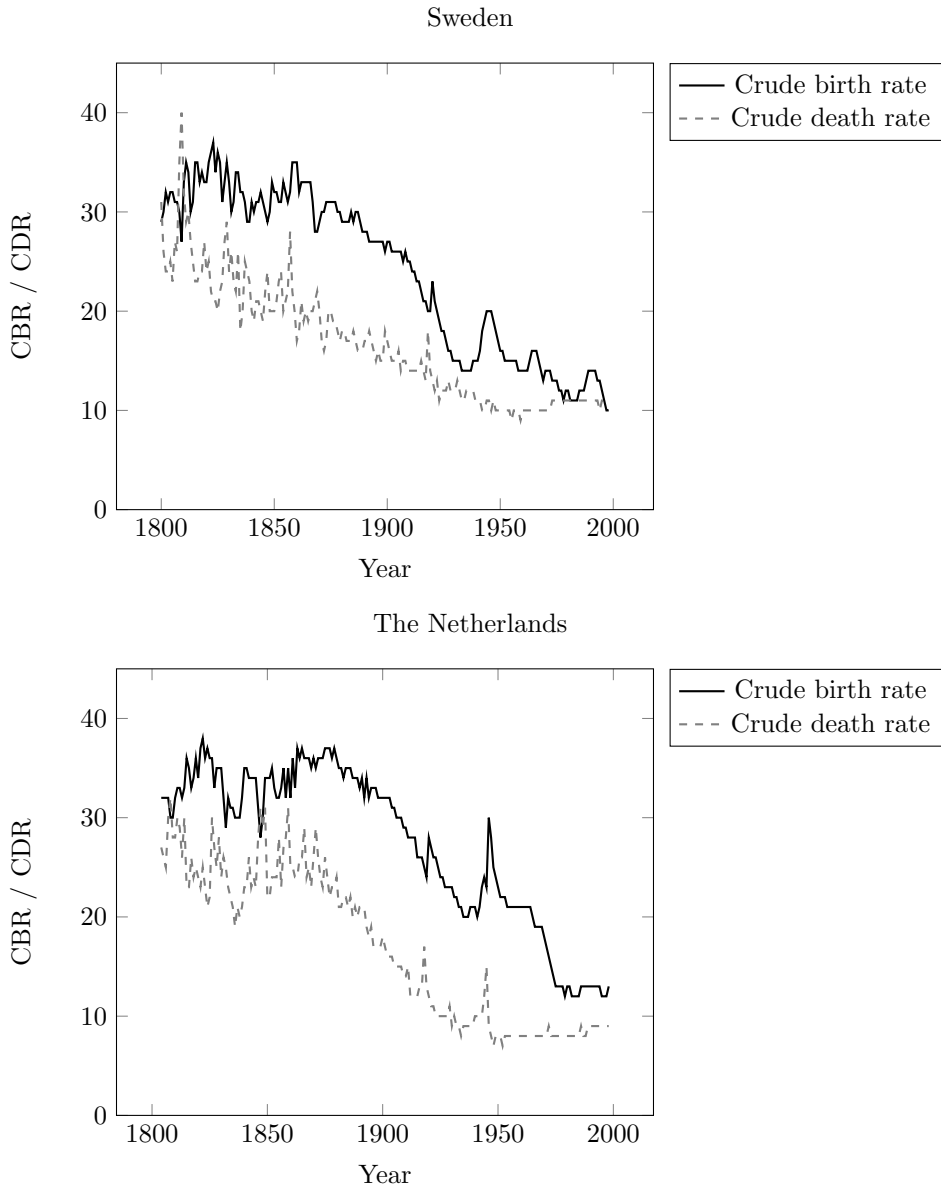 Sweden
Crude birth rate
Crude death rate
40
30
20
10
0
CBR / CDR
1800 1850 1900 1950 2000
Year
The Netherlands
Crude birth rate
Crude death rate
40
30
20
10
0
CBR / CDR
1800 1850 1900 1950 2000
Year